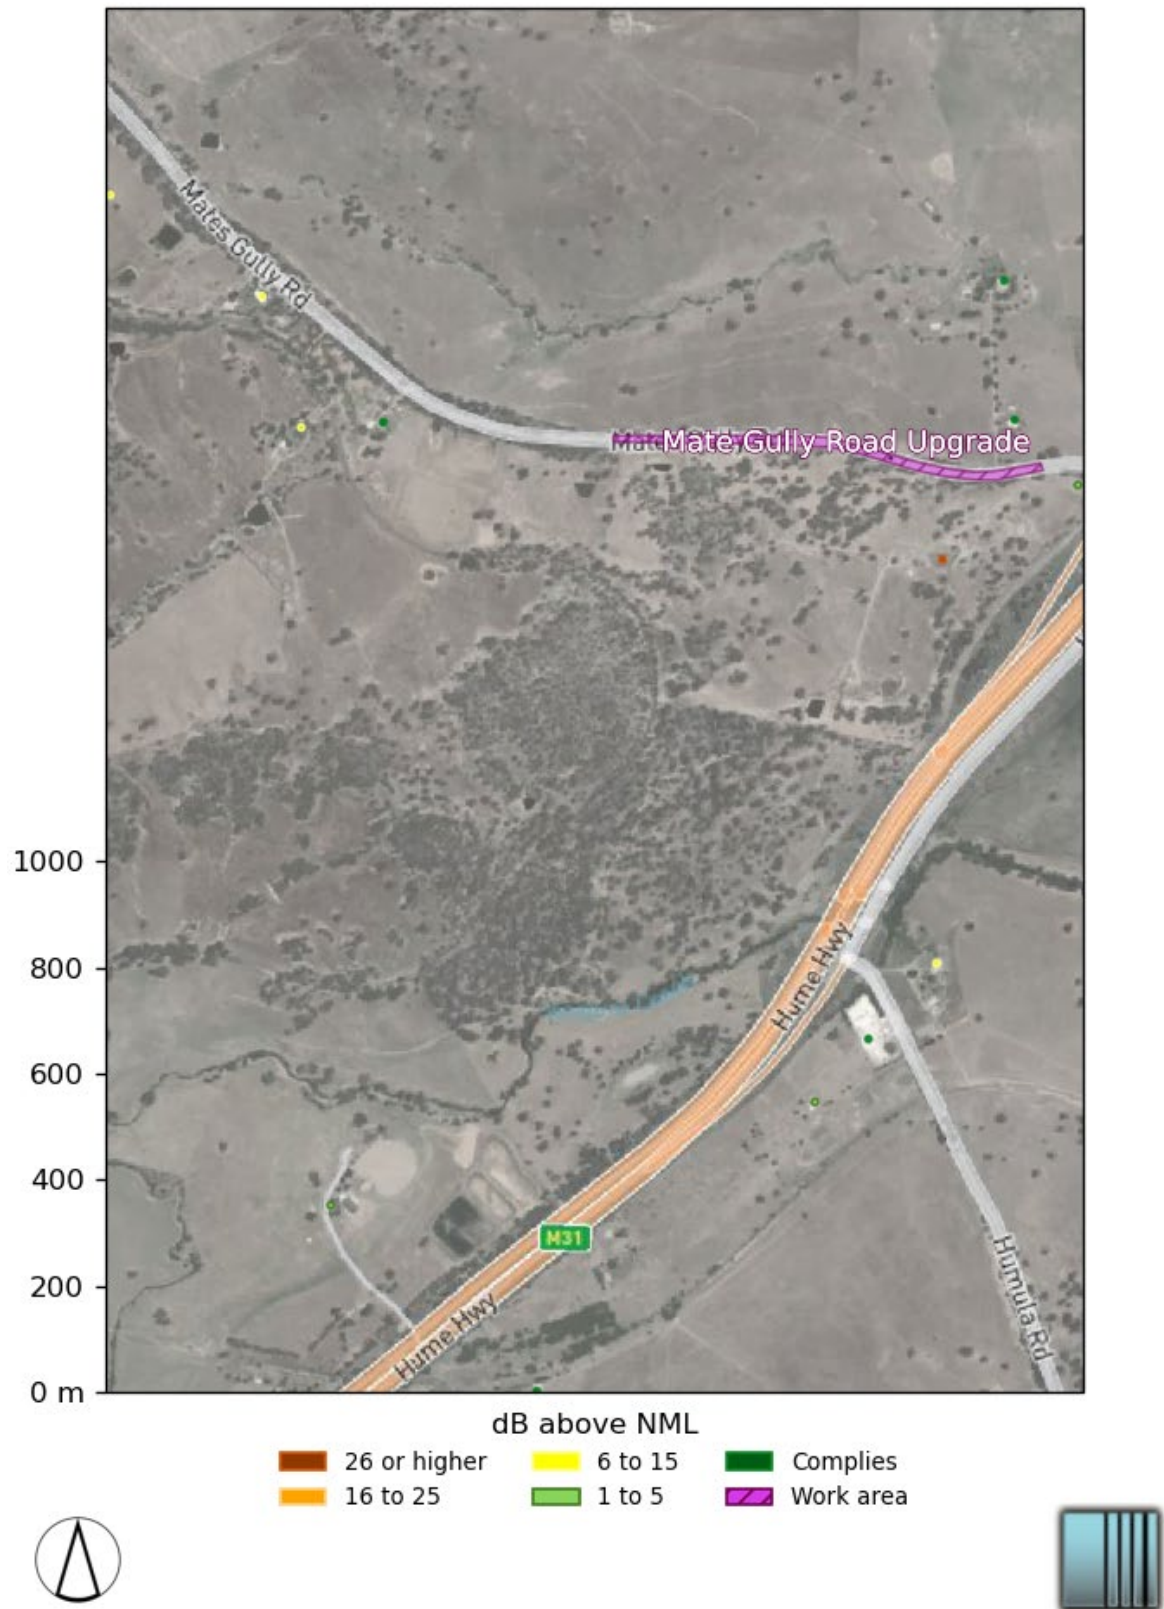 Mates Gully Rd
Mate Gully Road Upgrade
1000
800
Hume Hwy
600
400
M31
200
Humula Rd
Hume Hwy
0 m
dB above NML
26 or higher 6 to 15 Complies
16 to 25 1 to 5 Work area